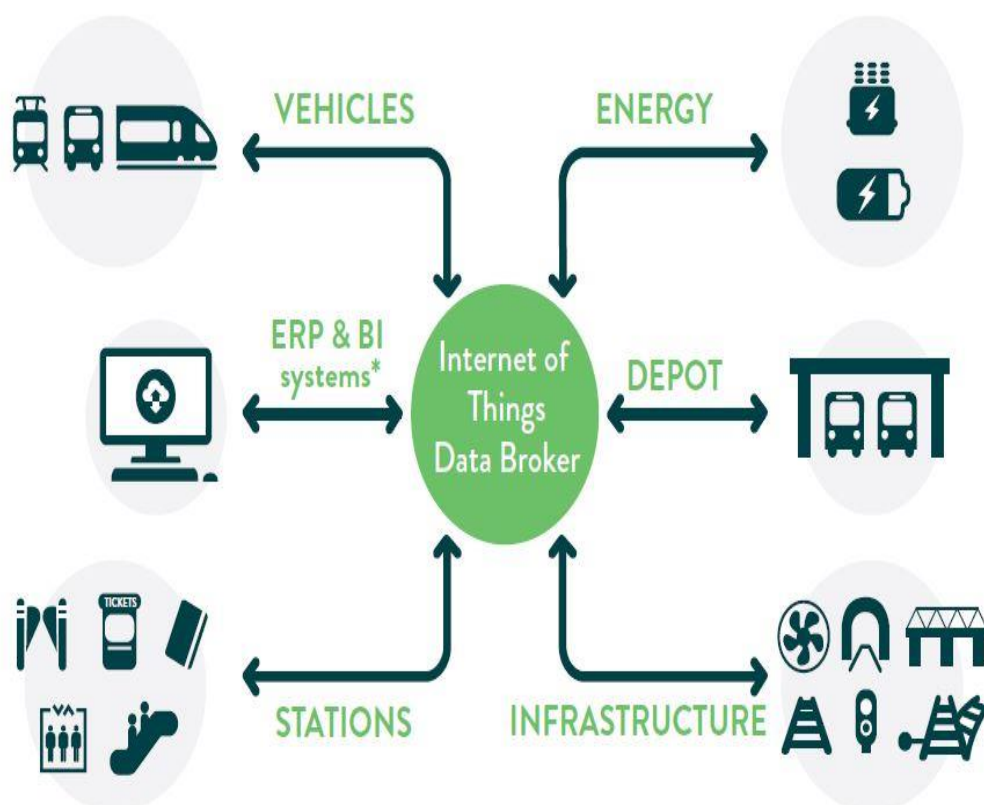 VEHICLES
ENERGY
ERP & BI
systems*
Internet of
Things
Data Broker
DEPOT
TICKETS
STATIONS
INFRASTRUCTURE